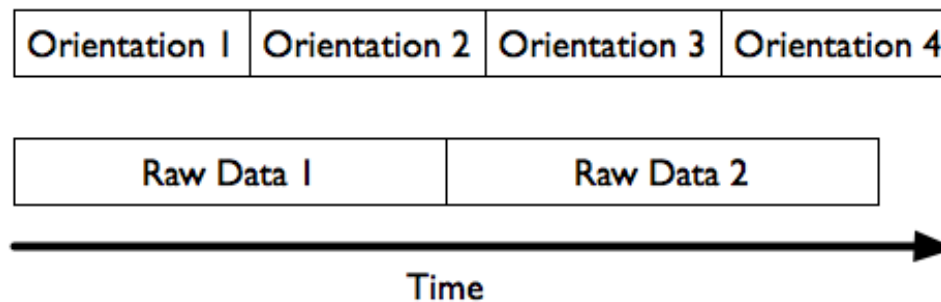 Orientation 1 Orientation 2 Orientation 3 Orientation 4
Raw Data 1 Raw Data 2
Time